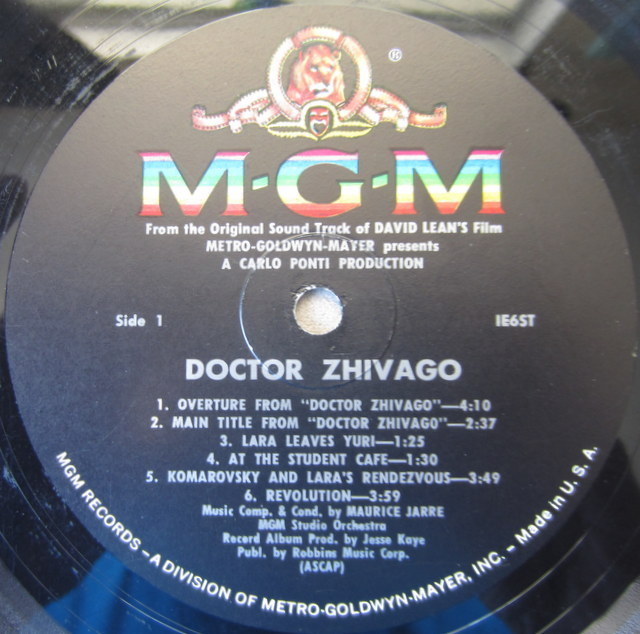 ®
M·G·M
From the Original Sound Track of DAVID LEAN'S Film
METRO-GOLDWYN-MAYER presents
A CARLO PONTI PRODUCTION
Side 1
IE6ST
DOCTOR ZHIVAGO
1. OVERTURE FROM "DOCTOR ZHIVAGO"—4:10
2. MAIN TITLE FROM "DOCTOR ZHIVAGO"—2:37
3. LARA LEAVES YURI—1:25
4. AT THE STUDENT CAFE—1:30
5. KOMAROVSKY AND LARA'S RENDEZVOUS—3:49
6. REVOLUTION—3:59
Music Comp. & Cond. by MAURICE JARRE
MGM Studio Orchestra
Record Album Prod. by Jesse Kaye
Publ. by Robbins Music Corp.
(ASCAP)
MGM RECORDS – A DIVISION OF METRO-GOLDWYN-MAYER, INC. – Made in U. S. A.